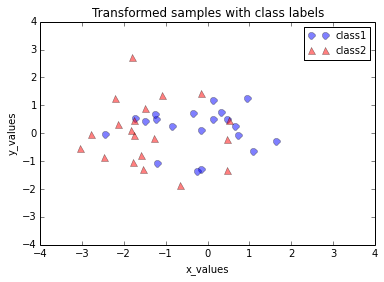 Transformed samples with class labels
4
3
2
1
0
−1
−2
−3
−4
y_values
class1
class2
−4 −3 −2 −1 0 1 2 3 4
x_values